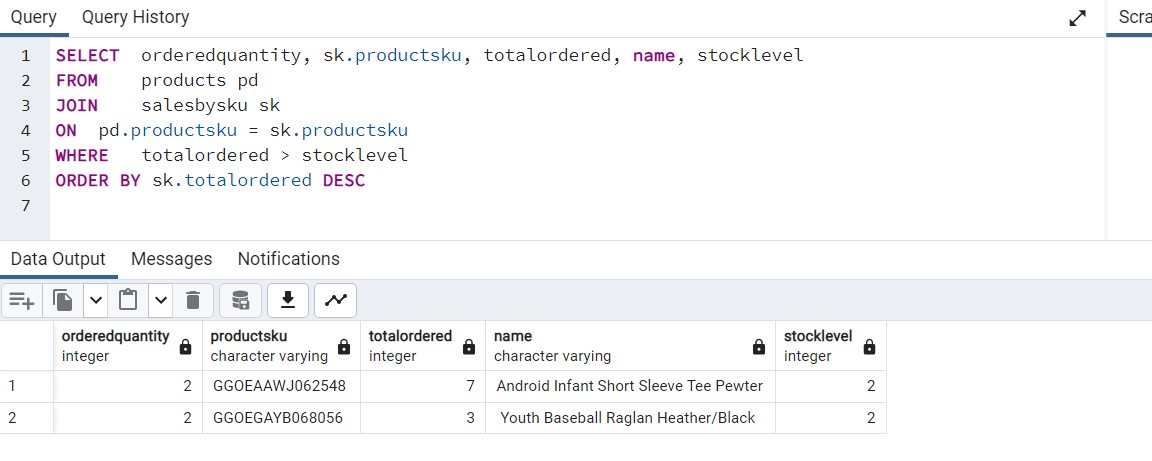 Query Query History Scra
1 SELECT orderedquantity, sk.productsku, totalordered, name, stocklevel
2 FROM products pd
3 JOIN salesbysku sk
4 ON pd.productsku = sk.productsku
5 WHERE totalordered > stocklevel
6 ORDER BY sk.totalordered DESC
7
Data Output Messages Notifications
orderedquantity productsku totalordered name stocklevel
integer character varying integer character varying integer
1 2 GGOEAAWJ062548 7 Android Infant Short Sleeve Tee Pewter 2
2 2 GGOEGAYB068056 3 Youth Baseball Raglan Heather/Black 2